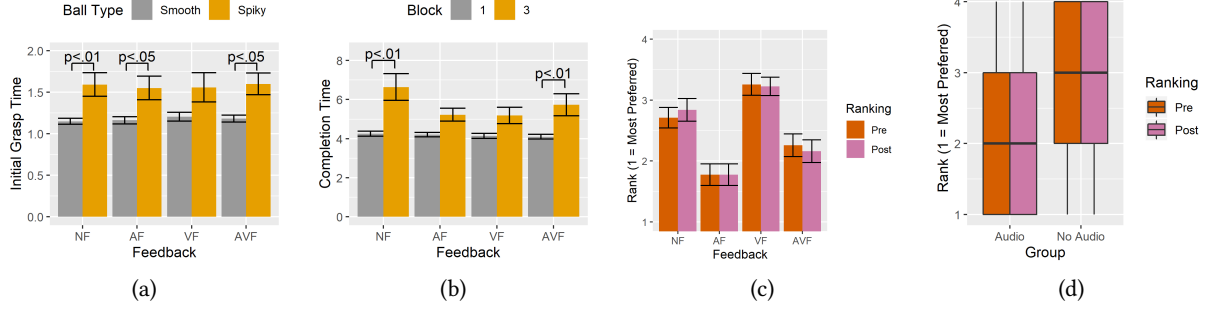 Ball Type Smooth Spiky
p<.01 p<.05 p<.05
2.0
1.5
1.0
0.5
0.0
Initial Grasp Time
NF AF VF AVF
Feedback
(a)
Block 1 3
p<.01 p<.01
8
6
4
2
0
Completion Time
NF AF VF AVF
Feedback
(b)
4
3
2
1
Rank (1 = Most Preferred)
NF AF VF AVF
Feedback
Ranking
Pre
Post
(c)
4
3
2
1
Rank (1 = Most Preferred)
Audio No Audio
Group
Ranking
Pre
Post
(d)